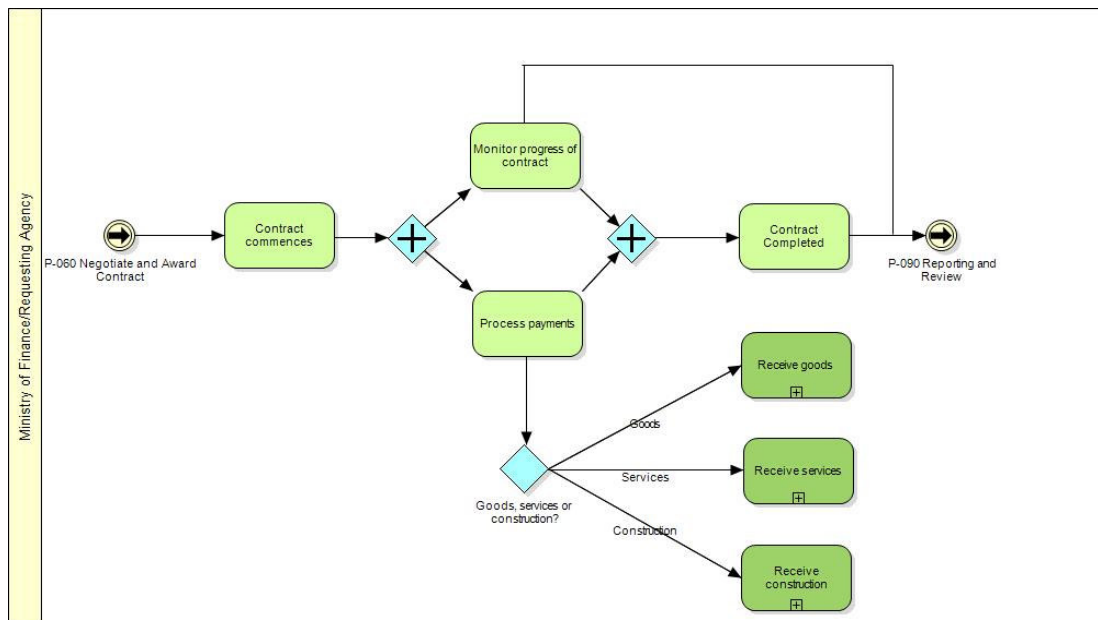 Ministry of Finance/Requesting Agency
P-060 Negotiate and Award
Contract
Contract
commences
Monitor progress of
contract
Process payments
Contract
Completed
P-090 Reporting and
Review
Goods, services or
construction?
Goods
Services
Construction
Receive goods
Receive services
Receive
construction